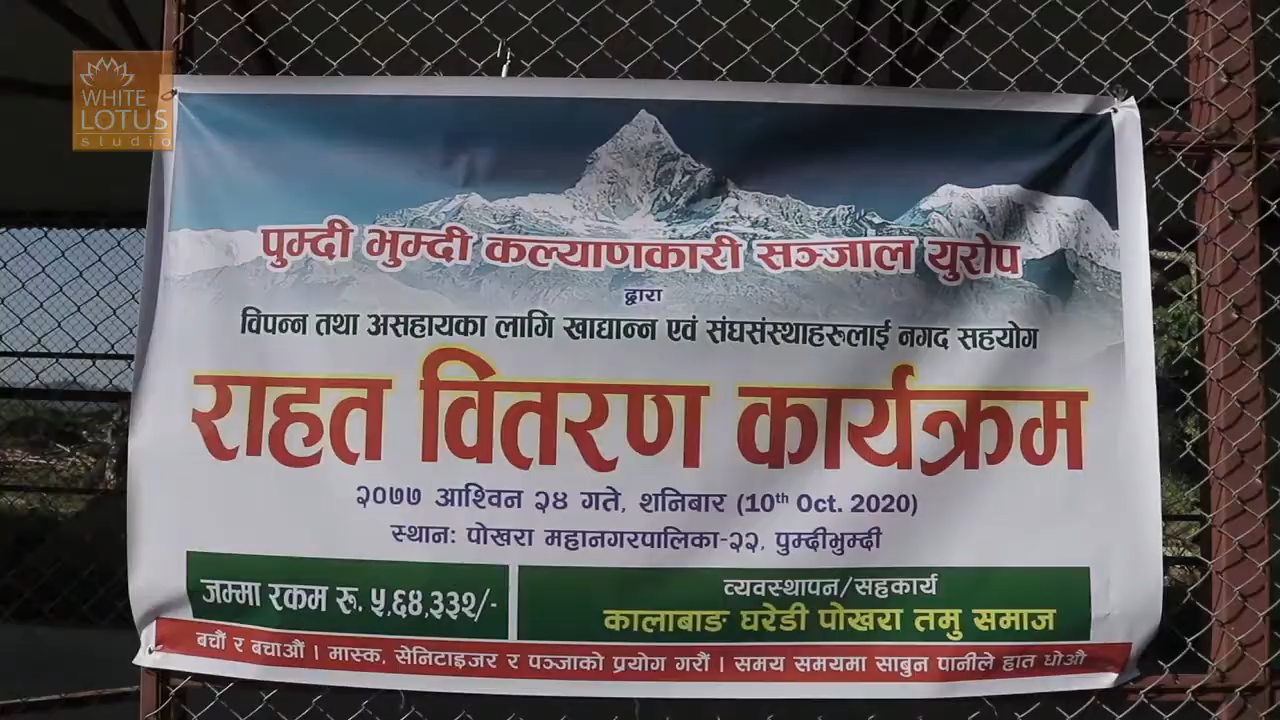 WHITE
LOTUS
studio
पुम्दी भुम्दी कल्याणकारी सञ्जाल युरोप
द्वारा
विपन्न तथा असहायका लागि खाद्यान्न एवं संघसंस्थाहरुलाई नगद सहयोग
राहत वितरण कार्यक्रम
२०७७ आश्विन २४ गते, शनिबार (10th Oct. 2020)
स्थान: पोखरा महानगरपालिका-२२, पुम्दीभुम्दी
जम्मा रकम रू. ५,६४,३३२/-
व्यवस्थापन/सहकार्य
कालाबाङ घरेडी पोखरा तमु समाज
बचौं र बचाऔं । मास्क, सेनिटाइजर र पञ्जाको प्रयोग गरौं । समय समयमा साबुन पानीले हात धोऔ